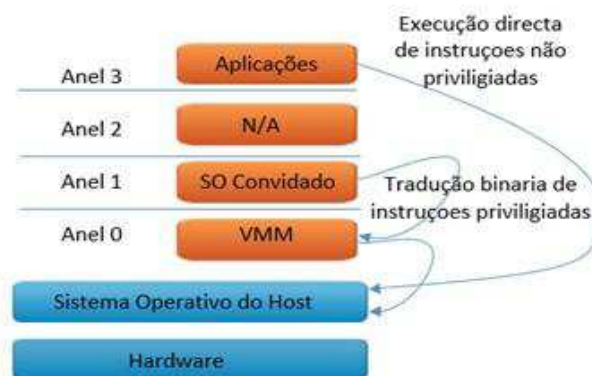 Execução directa
de instruçoes não
priviligiadas
Anel 3
Aplicações
Anel 2
N/A
Anel 1
SO Convidado
Tradução binaria de
instruçoes priviligiadas
Anel 0
VMM
Sistema Operativo do Host
Hardware